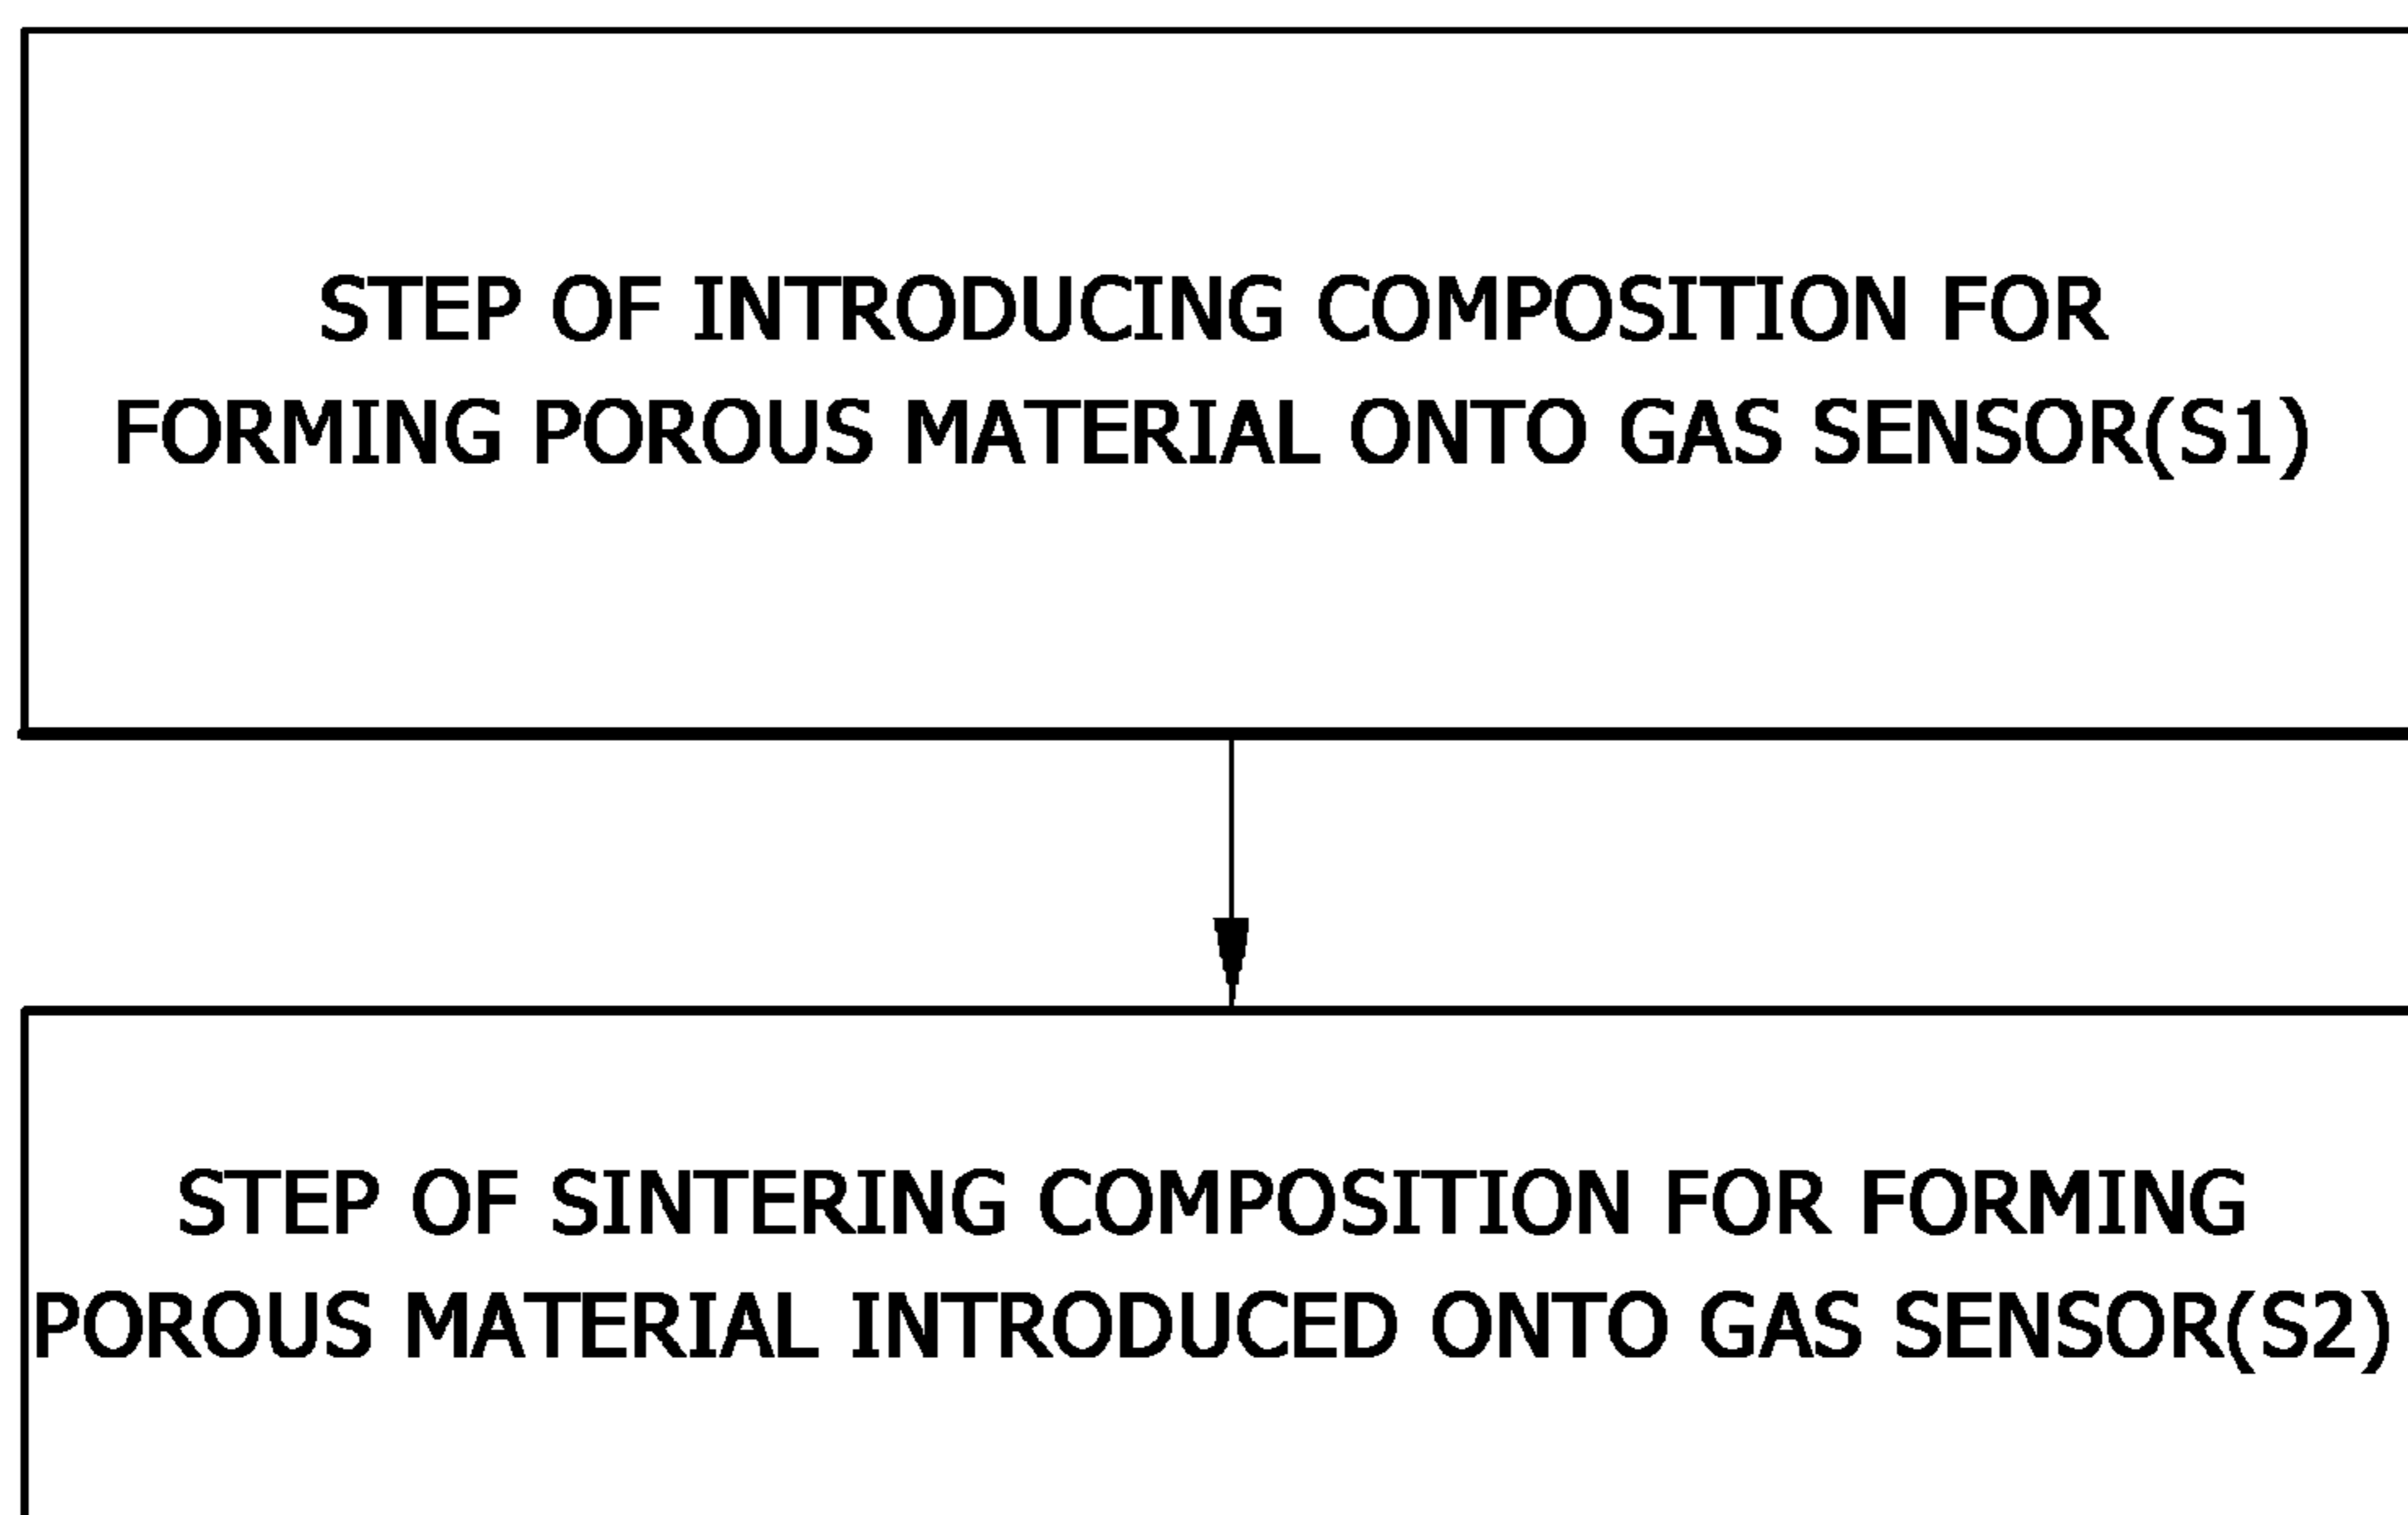 STEP OF INTRODUCING COMPOSITION FOR
FORMING POROUS MATERIAL ONTO GAS SENSOR(S1)
STEP OF SINTERING COMPOSITION FOR FORMING
POROUS MATERIAL INTRODUCED ONTO GAS SENSOR(S2)